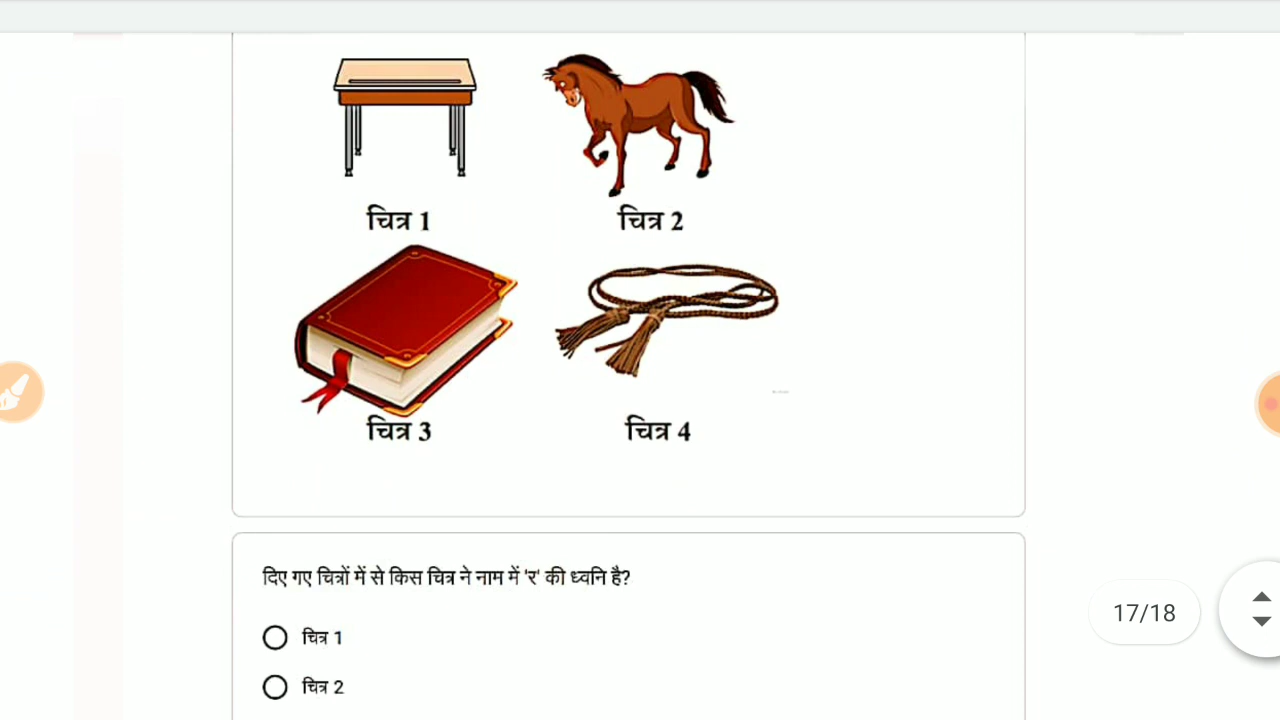 चित्र 1
चित्र 2
चित्र 3
चित्र 4
दिए गए चित्रों में से किस चित्र ने नाम में 'र' की ध्वनि है?
चित्र 1
चित्र 2
17/18